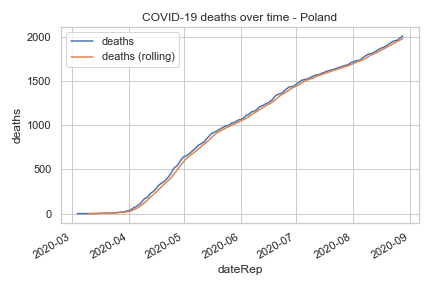 COVID-19 deaths over time - Poland
deaths
deaths (rolling)
2000
1500
1000
500
0
deaths
2020-03
2020-04
2020-05
2020-06
2020-07
2020-08
2020-09
dateRep